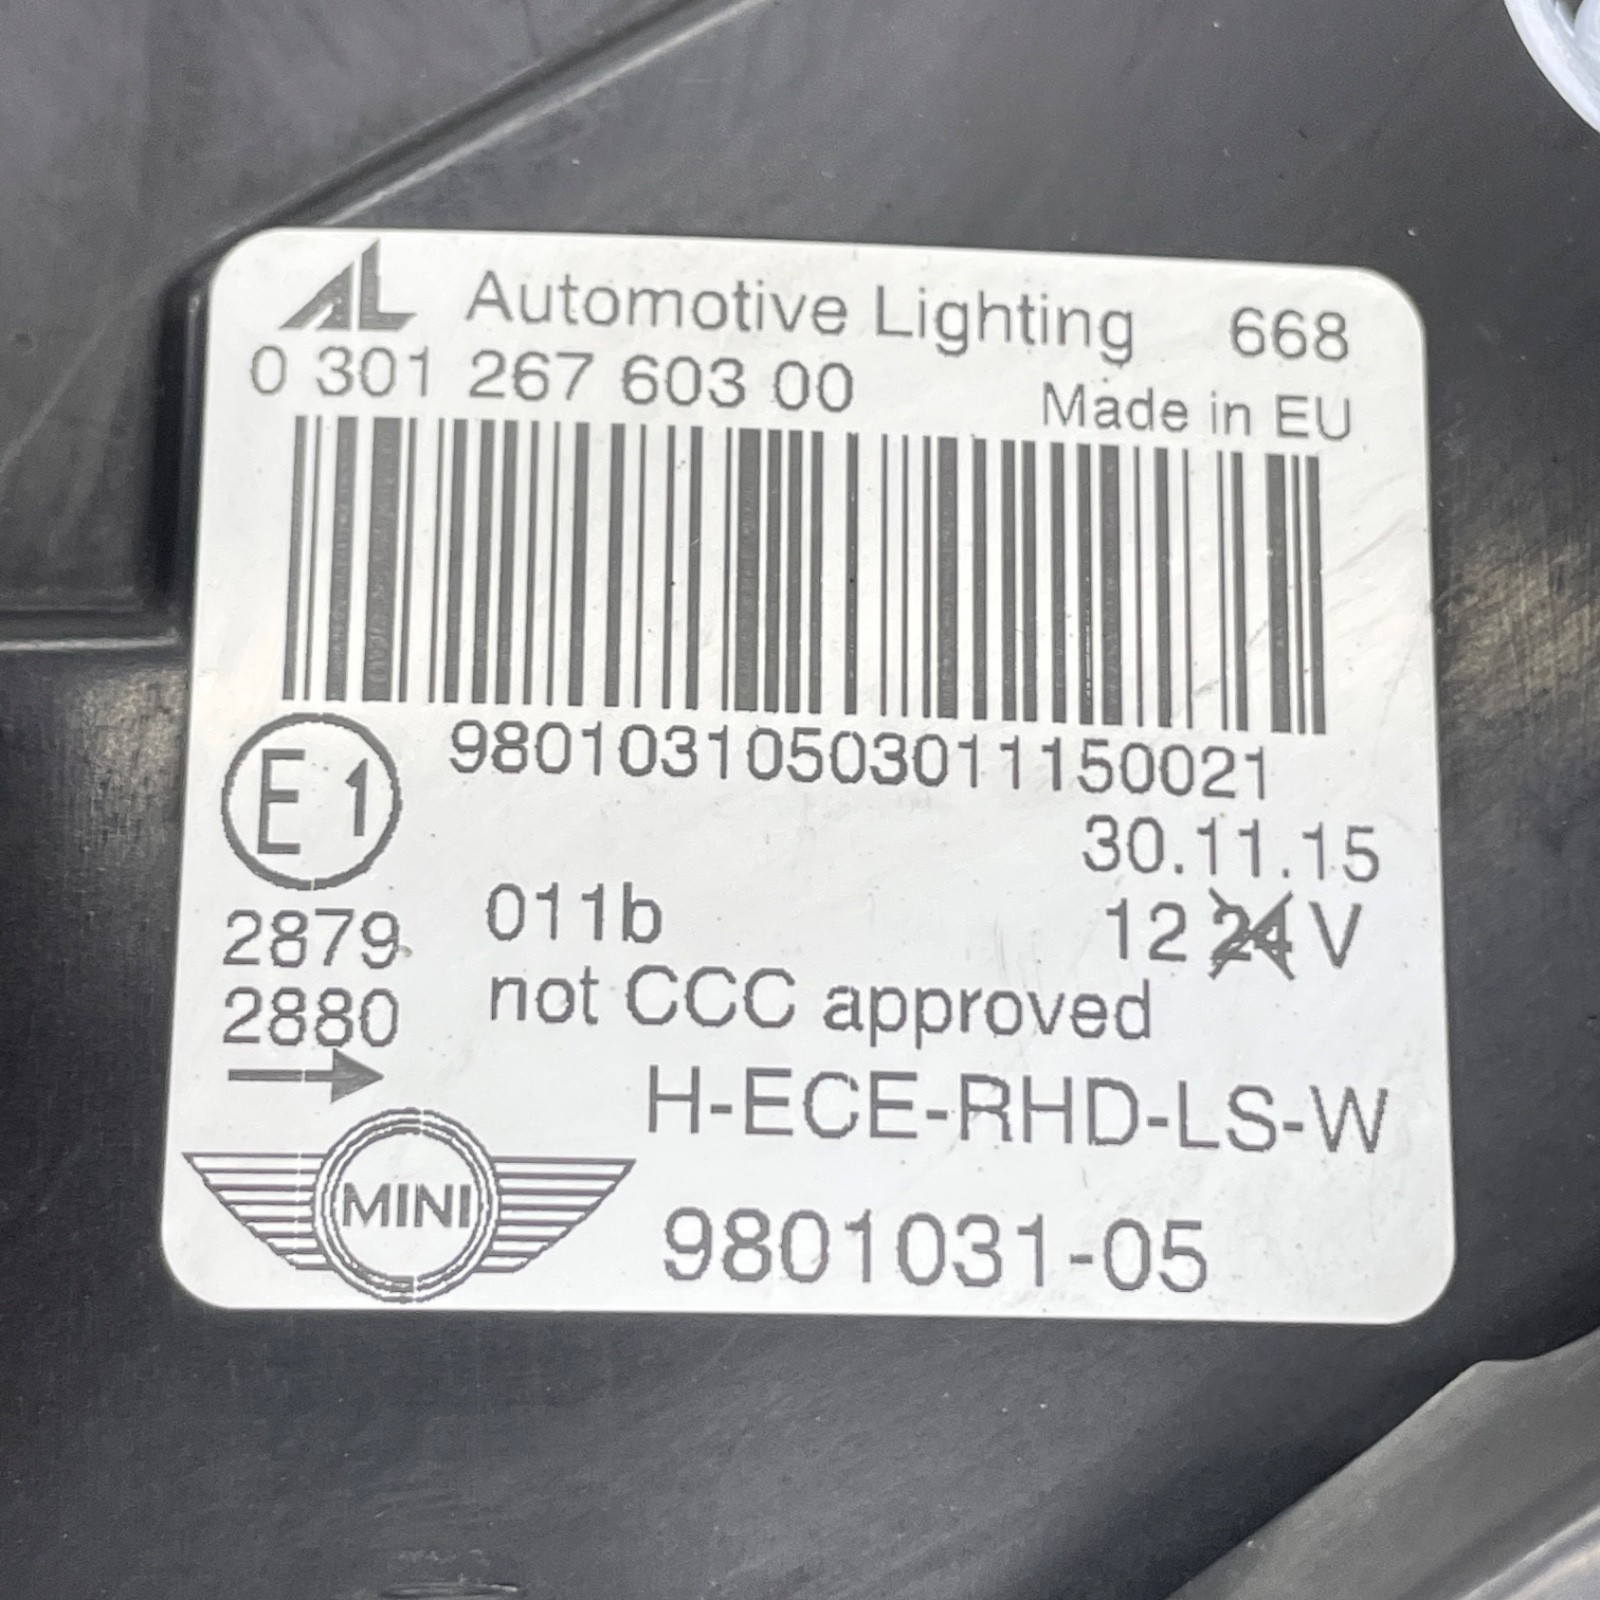 AL Automotive Lighting 668
0 301 267 603 00
Made in EU
98010310503011150021
E1
30.11.15
2879
011b
12 24 V
2880
not CCC approved
H-ECE-RHD-LS-W
MINI
9801031-05